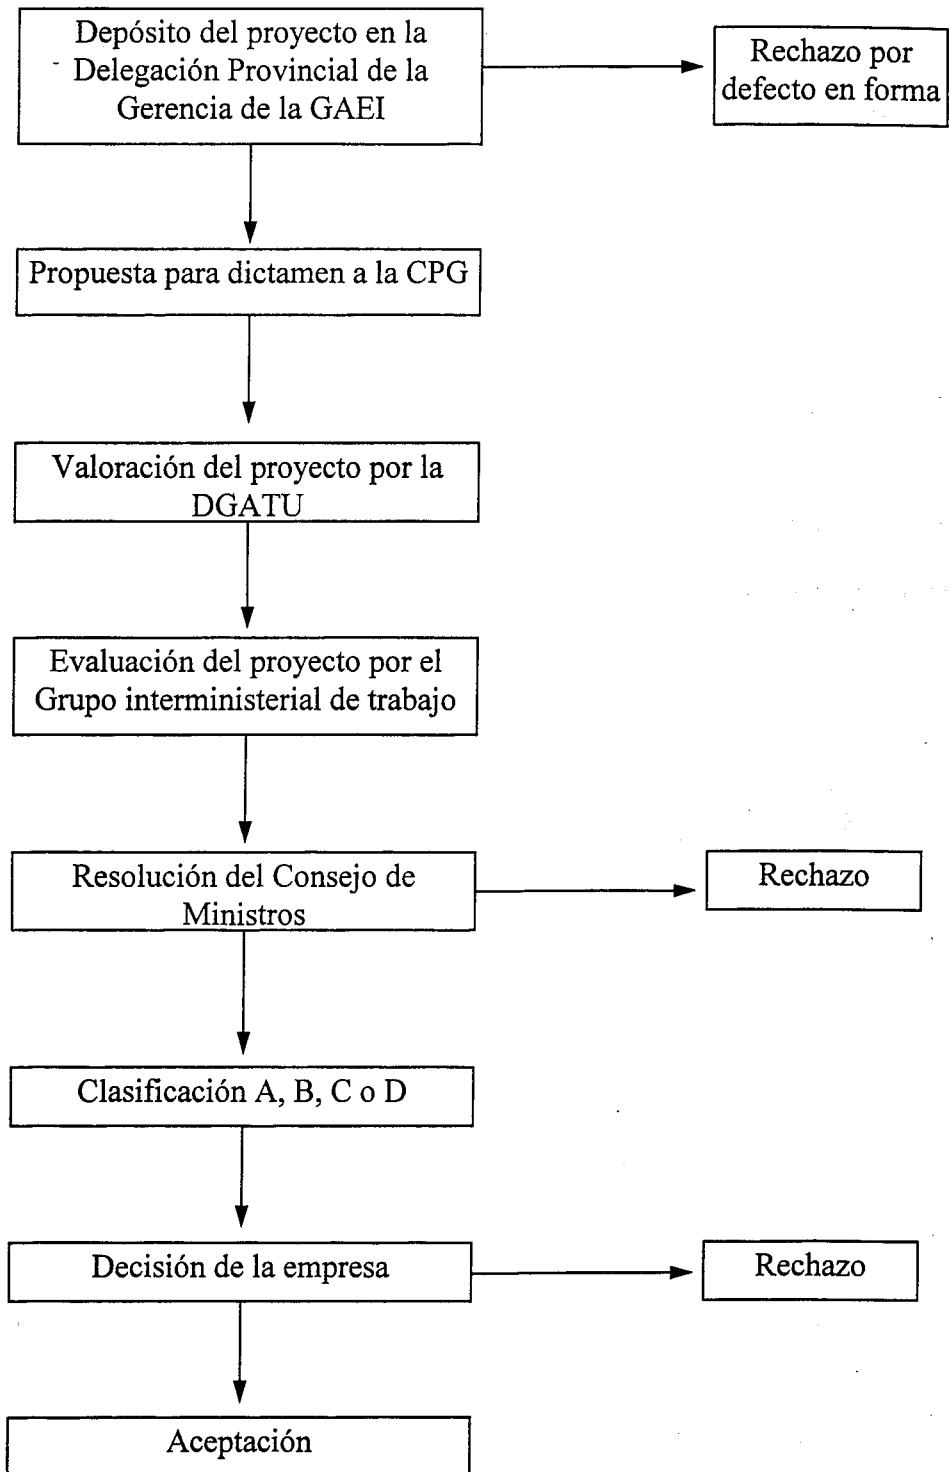 Depósito del proyecto en la
Delegación Provincial de la
Gerencia de la GAEI
Rechazo por
defecto en forma
Propuesta para dictamen a la CPG
Valoración del proyecto por la
DGATU
Evaluación del proyecto por el
Grupo interministerial de trabajo
Resolución del Consejo de
Ministros
Rechazo
Clasificación A, B, C o D
Decisión de la empresa
Rechazo
Aceptación